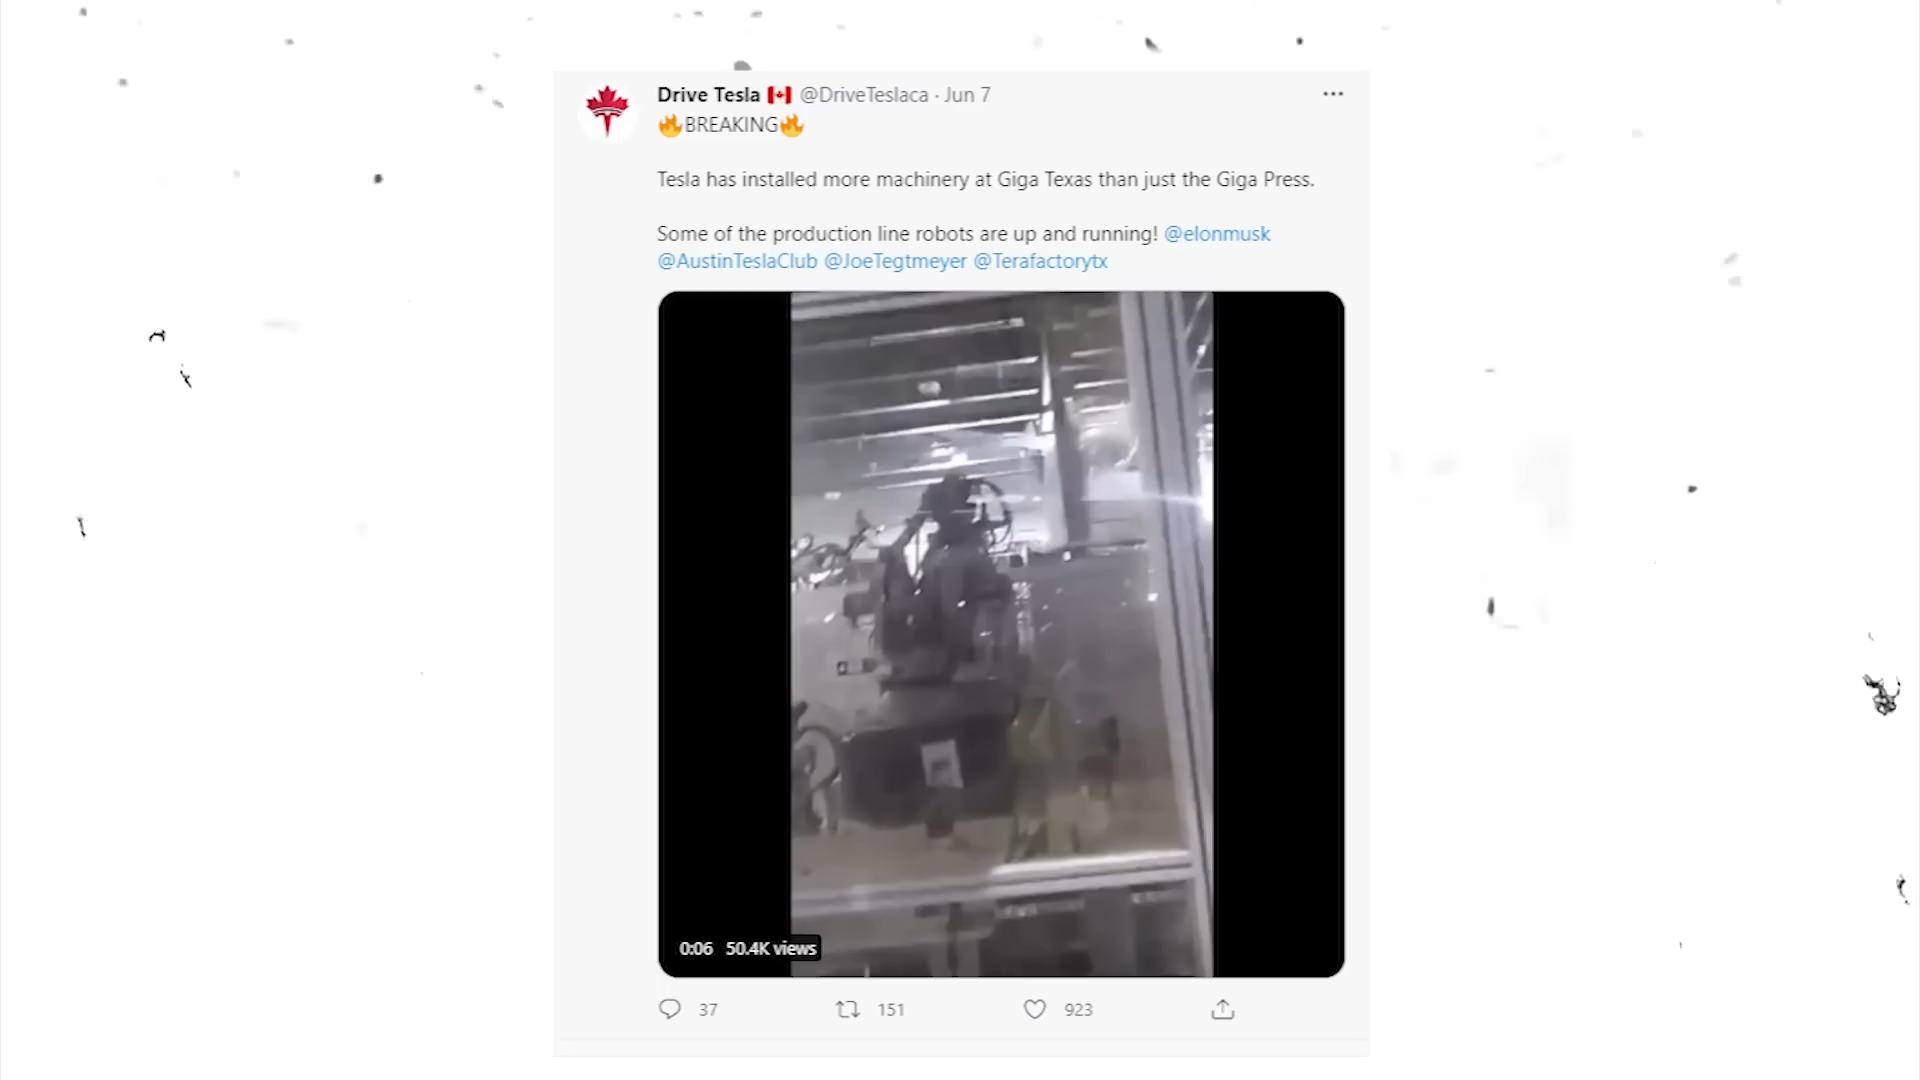 Drive Tesla 🇨🇦 @DriveTeslaca · Jun 7
🔥BREAKING🔥
Tesla has installed more machinery at Giga Texas than just the Giga Press.
Some of the production line robots are up and running! @elonmusk
@AustinTeslaClub @JoeTegtmeyer @Terafactorytx
0:06 50.4K views
37 151 923